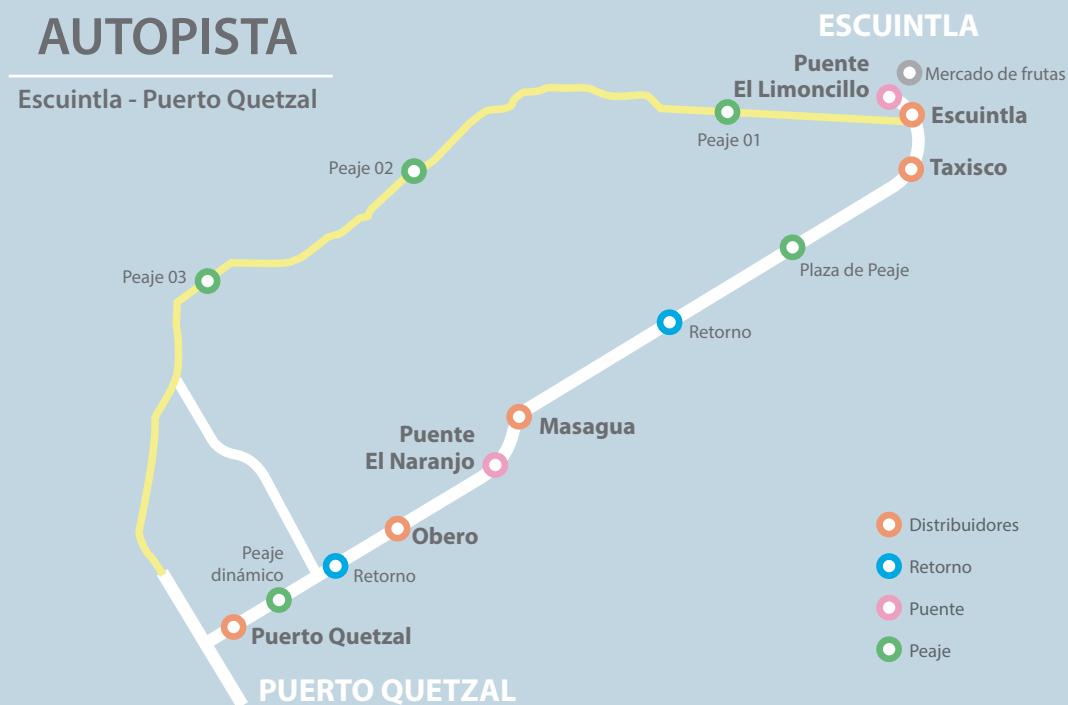 AUTOPISTA
Escuintla - Puerto Quetzal
ESCUINTLA
Puente
El Limoncillo
Mercado de frutas
Escuintla
Peaje 01
Taxisco
Peaje 02
Plaza de Peaje
Peaje 03
Retorno
Masagua
Puente
El Naranjo
Obero
Peaje
dinámico
Retorno
Puerto Quetzal
PUERTO QUETZAL
Distribuidores
Retorno
Puente
Peaje